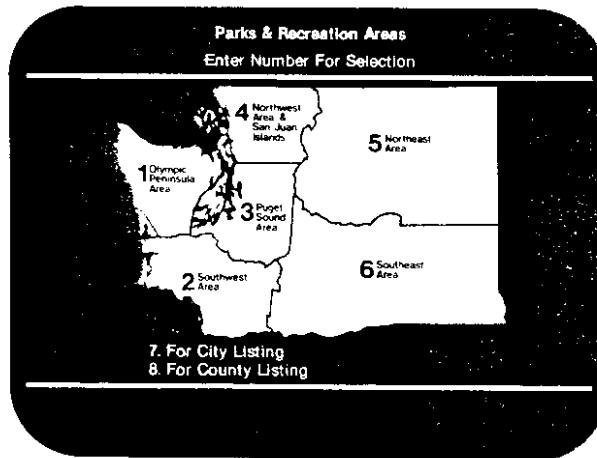 Parks & Recreation Areas
Enter Number For Selection
4 Northwest
Area &
San Juan
Islands
5 Northeast
Area
1 Olympic
Peninsula
Area
3 Puget
Sound
Area
2 Southwest
Area
6 Southeast
Area
7. For City Listing
8. For County Listing